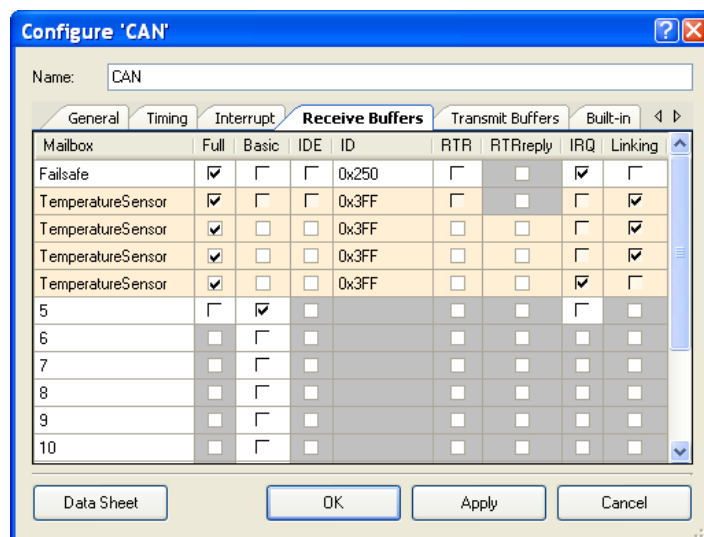 Configure 'CAN'
Name: CAN
General Timing Interrupt Receive Buffers Transmit Buffers Built-in
Mailbox Full Basic IDE ID RTR RTRreply IRQ Linking
Failsafe 0x250
TemperatureSensor 0x3FF
TemperatureSensor 0x3FF
TemperatureSensor 0x3FF
TemperatureSensor 0x3FF
5
6
7
8
9
10
Data Sheet OK Apply Cancel